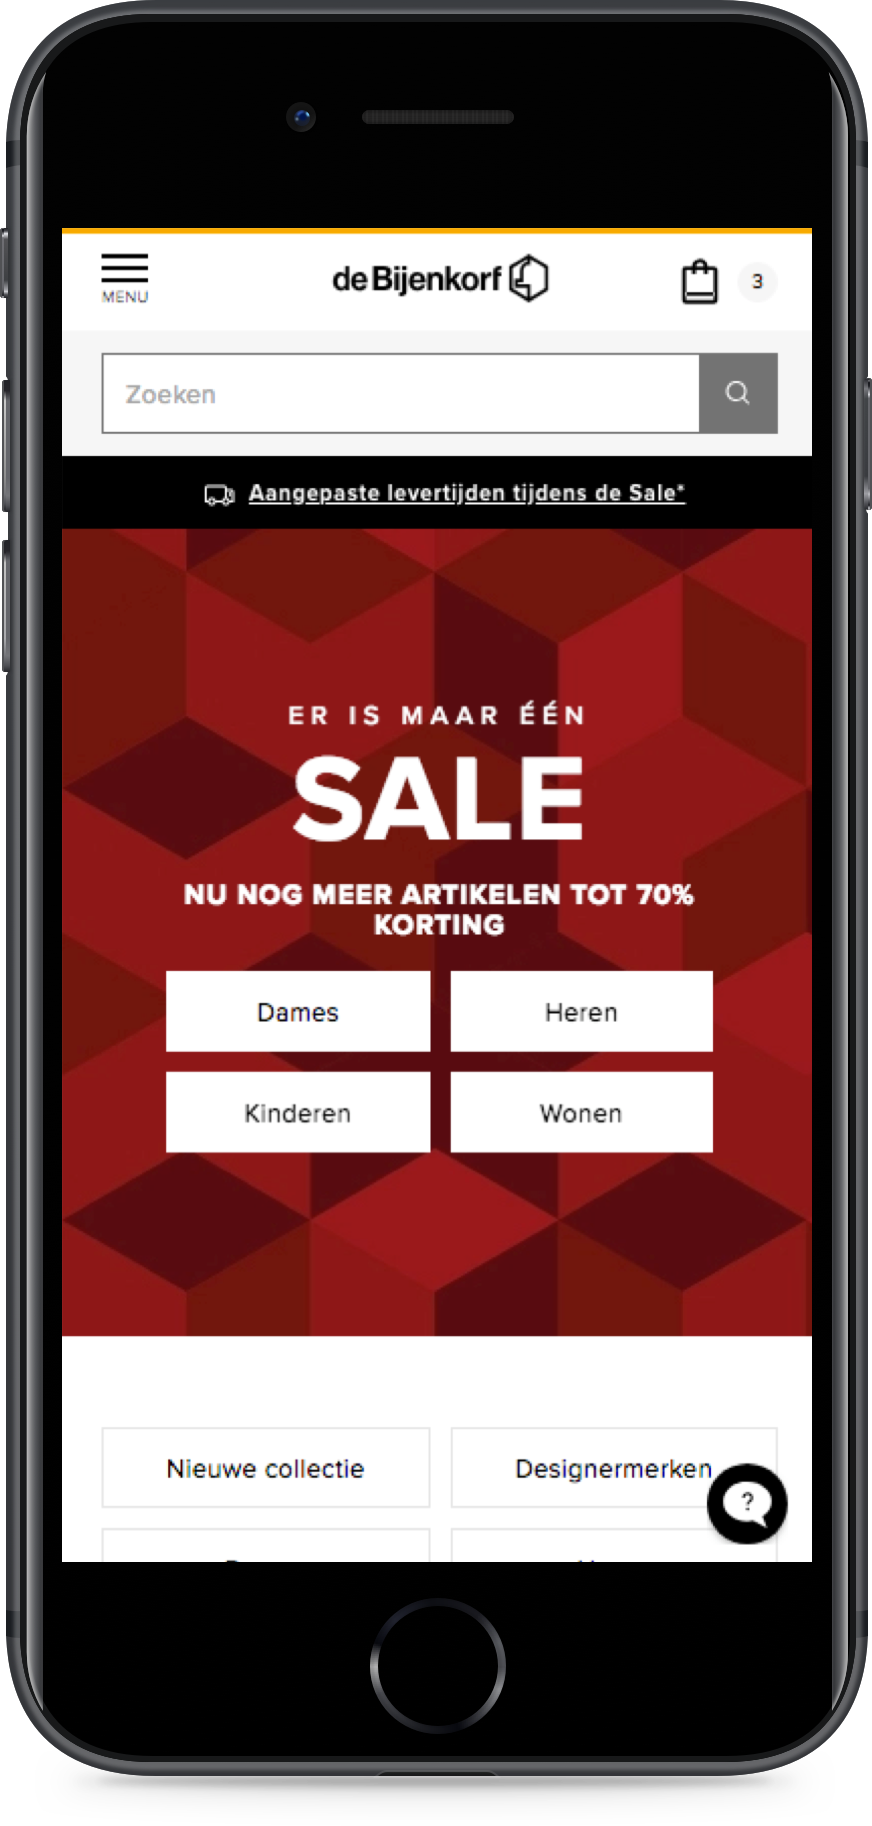 MENU
de Bijenkorf
3
Zoeken
Aangepaste levertijden tijdens de Sale*
ER IS MAAR ÉÉN
SALE
NU NOG MEER ARTIKELEN TOT 70%
KORTING
Dames
Heren
Kinderen
Wonen
Nieuwe collectie
Designermerken
?